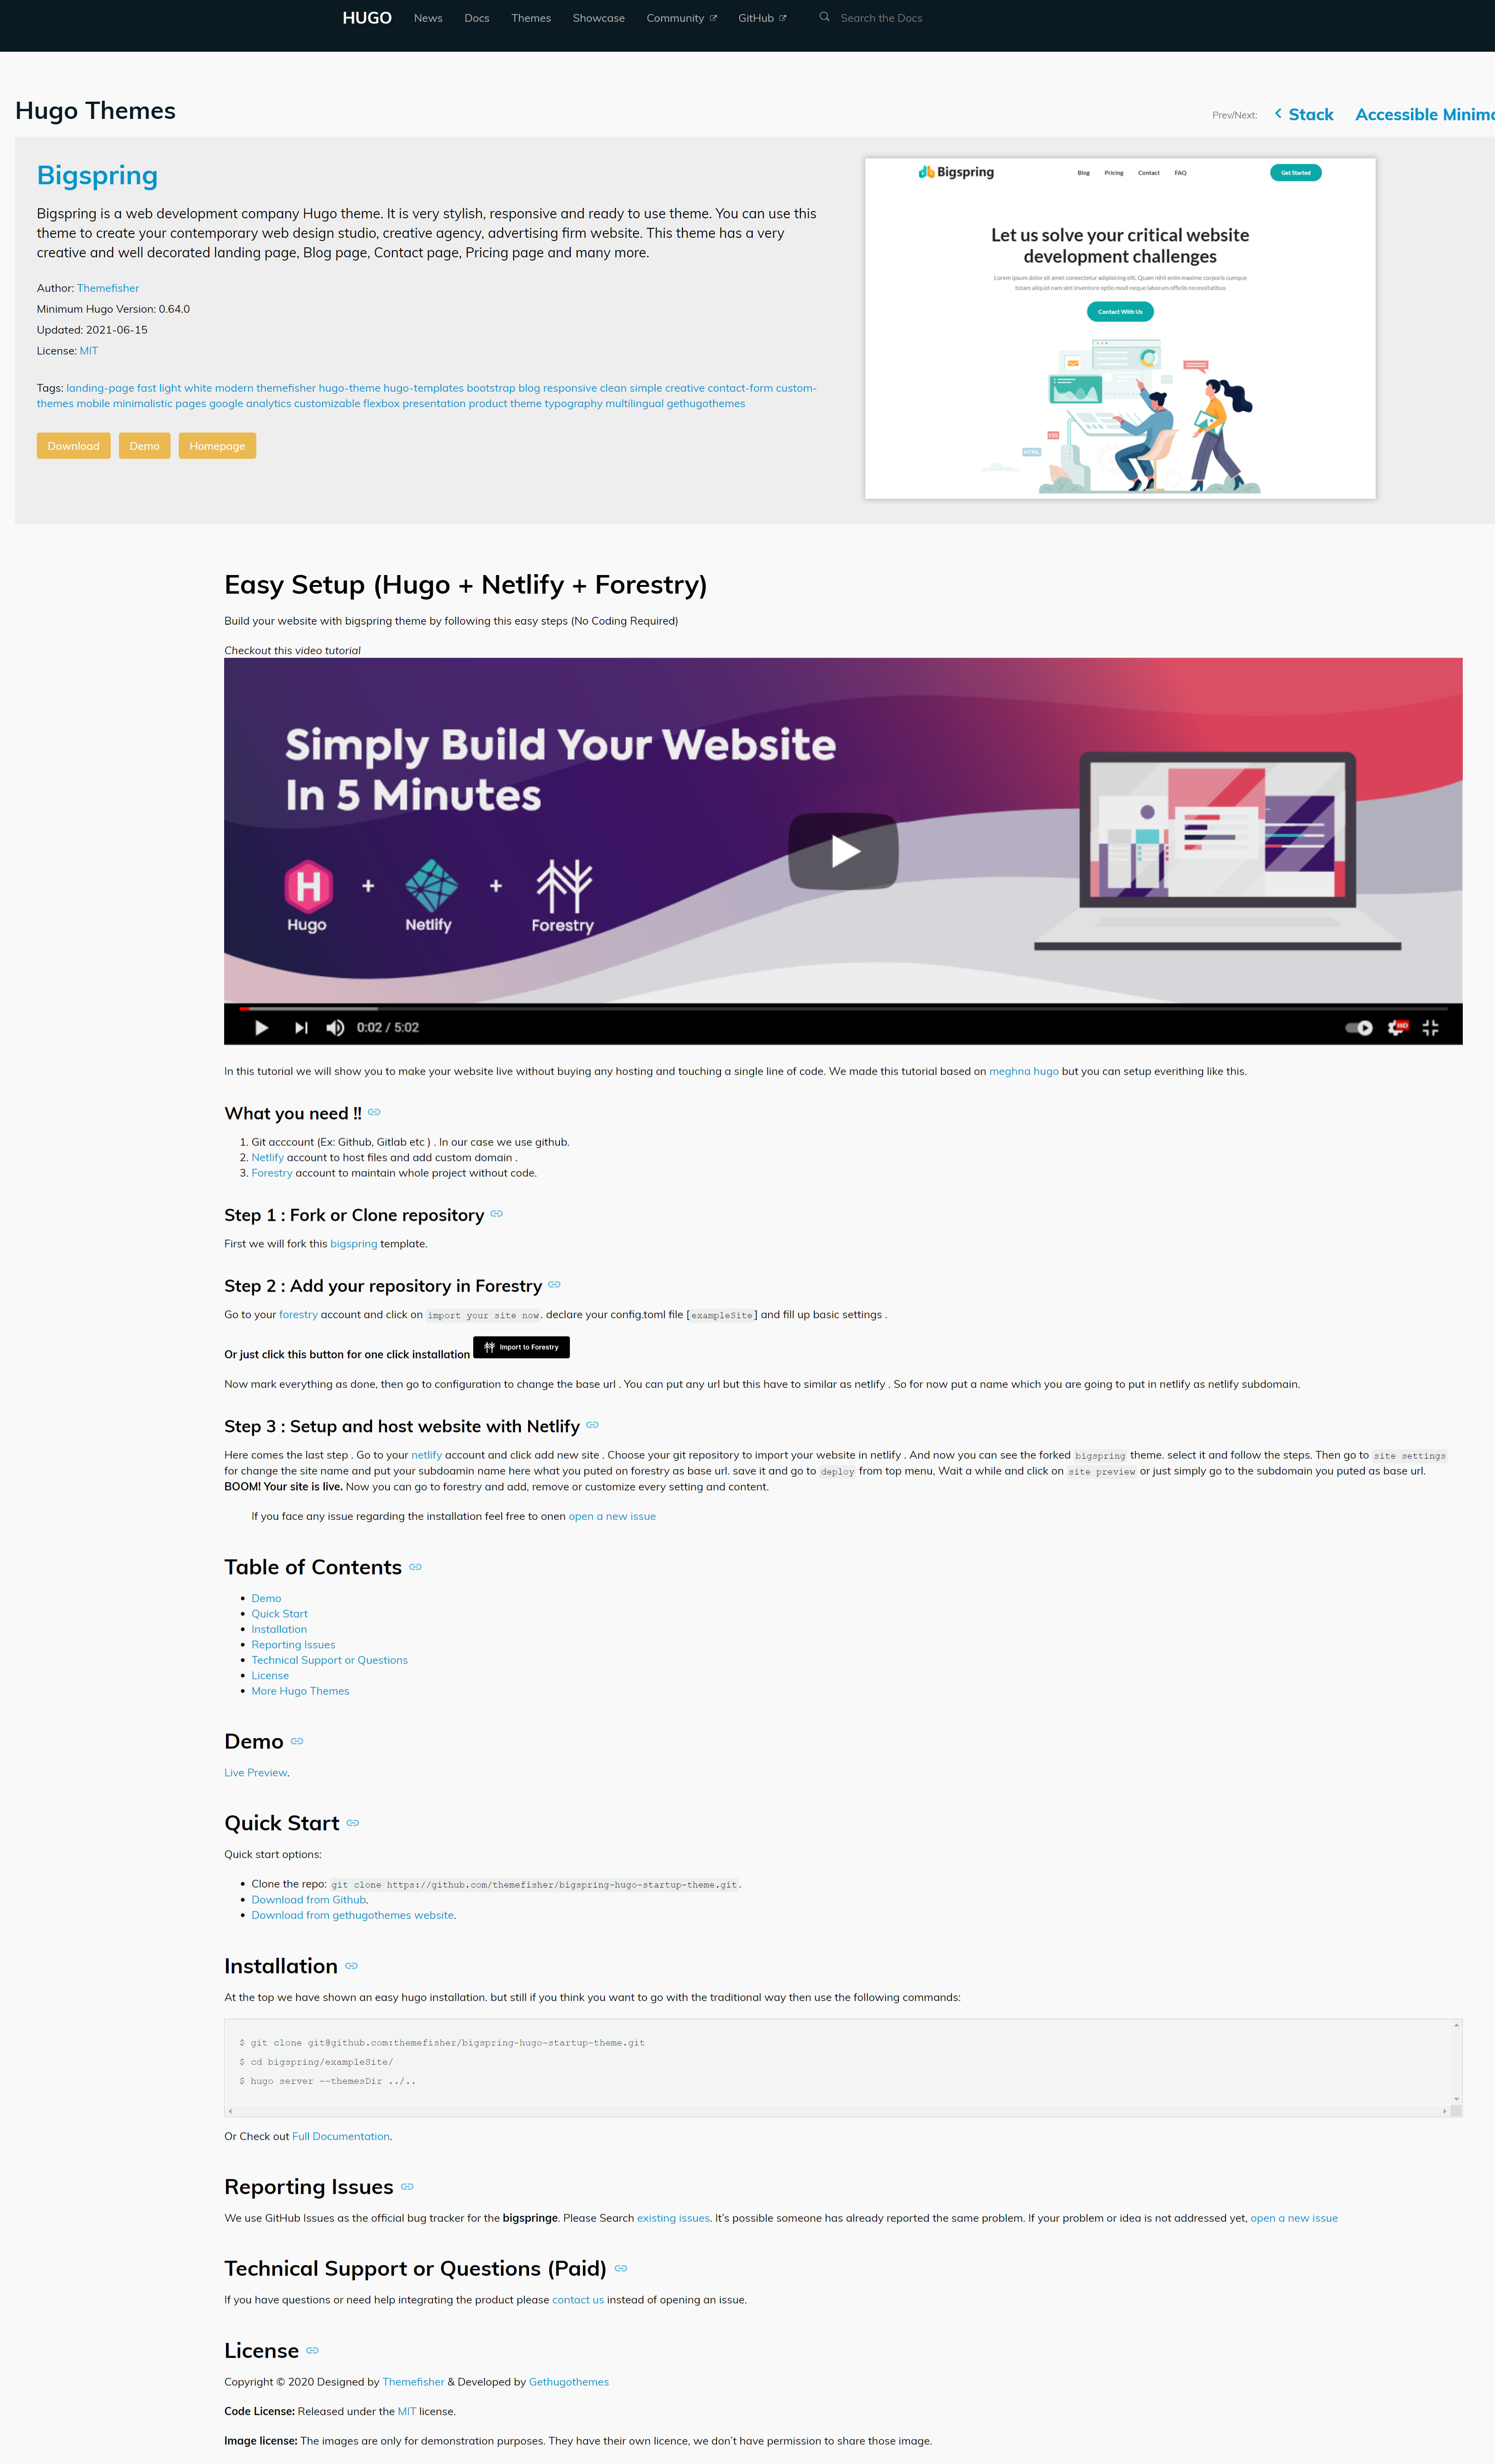 HUGO News Docs Themes Showcase Community GitHub Search the Docs
Hugo Themes
Prev/Next: Stack Accessible Minima
Bigspring
Bigspring is a web development company Hugo theme. It is very stylish, responsive and ready to use theme. You can use this
theme to create your contemporary web design studio, creative agency, advertising firm website. This theme has a very
creative and well decorated landing page, Blog page, Contact page, Pricing page and many more.
Author: Themefisher
Minimum Hugo Version: 0.64.0
Updated: 2021-06-15
License: MIT
Tags: landing-page fast light white modern themefisher hugo-theme hugo-templates bootstrap blog responsive clean simple creative contact-form custom-
themes mobile minimalistic pages google analytics customizable flexbox presentation product theme typography multilingual gethugothemes
Download Demo Homepage
Bigspring Blog Pricing Contact FAQ Get Started
Let us solve your critical website
development challenges
Lorem ipsum dolor sit amet consectetur adipisicing elit. Quam nihil enim maxime corporis cumque
totam aliquid nam sint inventore optio modi neque laborum officiis necessitatibus
Contact With Us
CSS
HTML
Easy Setup (Hugo + Netlify + Forestry)
Build your website with bigspring theme by following this easy steps (No Coding Required)
Checkout this video tutorial
Simply Build Your Website
In 5 Minutes
Hugo + Netlify + Forestry
0:02 / 5:02 HD
In this tutorial we will show you to make your website live without buying any hosting and touching a single line of code. We made this tutorial based on meghna hugo but you can setup everithing like this.
What you need !!
1. Git acccount (Ex: Github, Gitlab etc ) . In our case we use github.
2. Netlify account to host files and add custom domain .
3. Forestry account to maintain whole project without code.
Step 1 : Fork or Clone repository
First we will fork this bigspring template.
Step 2 : Add your repository in Forestry
Go to your forestry account and click on import your site now. declare your config.toml file [exampleSite] and fill up basic settings .
Or just click this button for one click installation Import to Forestry
Now mark everything as done, then go to configuration to change the base url . You can put any url but this have to similar as netlify . So for now put a name which you are going to put in netlify as netlify subdomain.
Step 3 : Setup and host website with Netlify
Here comes the last step . Go to your netlify account and click add new site . Choose your git repository to import your website in netlify . And now you can see the forked bigspring theme. select it and follow the steps. Then go to site settings
for change the site name and put your subdoamin name here what you puted on forestry as base url. save it and go to deploy from top menu, Wait a while and click on site preview or just simply go to the subdomain you puted as base url.
BOOM! Your site is live. Now you can go to forestry and add, remove or customize every setting and content.
If you face any issue regarding the installation feel free to onen open a new issue
Table of Contents
• Demo
• Quick Start
• Installation
• Reporting Issues
• Technical Support or Questions
• License
• More Hugo Themes
Demo
Live Preview.
Quick Start
Quick start options:
• Clone the repo: git clone https://github.com/themefisher/bigspring-hugo-startup-theme.git.
• Download from Github.
• Download from gethugothemes website.
Installation
At the top we have shown an easy hugo installation. but still if you think you want to go with the traditional way then use the following commands:
$ git clone git@github.com:themefisher/bigspring-hugo-startup-theme.git
$ cd bigspring/exampleSite/
$ hugo server --themesDir ../..
Or Check out Full Documentation.
Reporting Issues
We use GitHub Issues as the official bug tracker for the bigspringe. Please Search existing issues. It’s possible someone has already reported the same problem. If your problem or idea is not addressed yet, open a new issue
Technical Support or Questions (Paid)
If you have questions or need help integrating the product please contact us instead of opening an issue.
License
Copyright © 2020 Designed by Themefisher & Developed by Gethugothemes
Code License: Released under the MIT license.
Image license: The images are only for demonstration purposes. They have their own licence, we don’t have permission to share those image.